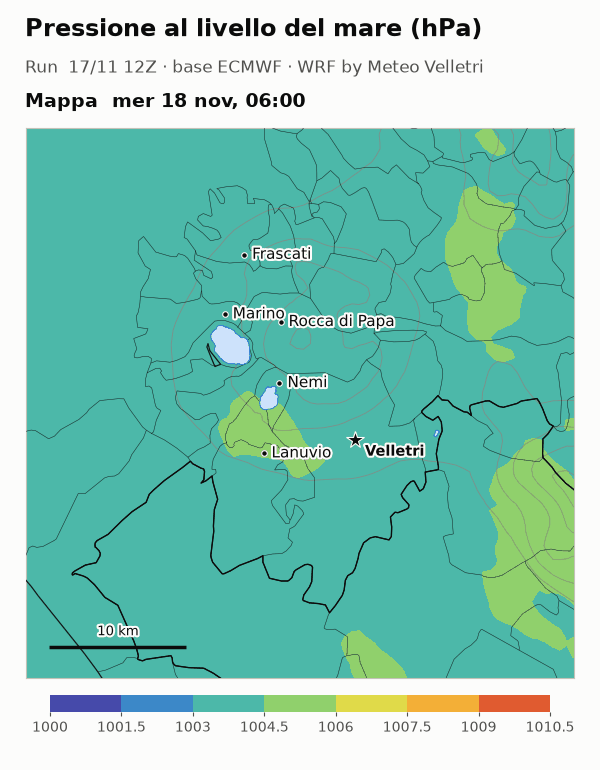 Pressione al livello del mare (hPa)
Run  17/11 12Z · base ECMWF · WRF by Meteo Velletri
Mappa  mer 18 nov, 06:00
Frascati
Marino
Rocca di Papa
Nemi
Velletri
Lanuvio
10 km
1000 1001.5 1003 1004.5 1006 1007.5 1009 1010.5